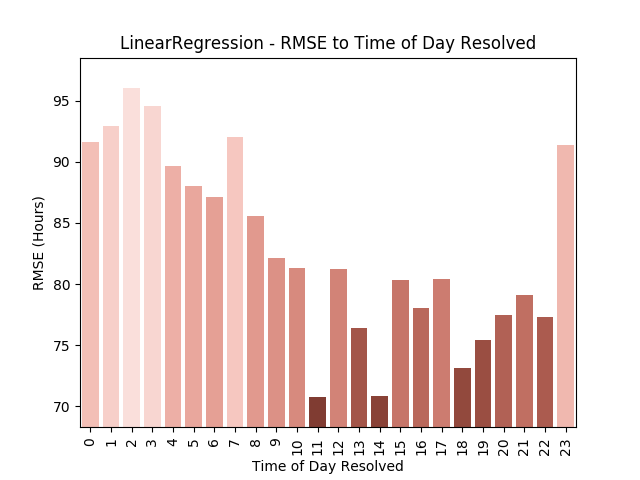 LinearRegression - RMSE to Time of Day Resolved
RMSE (Hours)
95
90
85
80
75
70
0 1 2 3 4 5 6 7 8 9 10 11 12 13 14 15 16 17 18 19 20 21 22 23
Time of Day Resolved